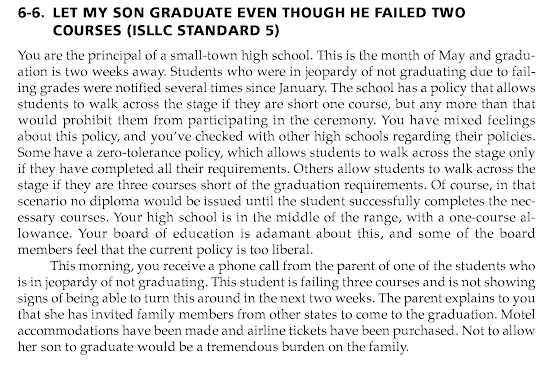 6-6. LET MY SON GRADUATE EVEN THOUGH HE FAILED TWO
COURSES (ISLLC STANDARD 5)
You are the principal of a small-town high school. This is the month of May and gradu-
ation is two weeks away. Students who were in jeopardy of not graduating due to fail-
ing grades were notified several times since January. The school has a policy that allows
students to walk across the stage if they are short one course, but any more than that
would prohibit them from participating in the ceremony. You have mixed feelings
about this policy, and you've checked with other high schools regarding their policies.
Some have a zero-tolerance policy, which allows students to walk across the stage only
if they have completed all their requirements. Others allow students to walk across the
stage if they are three courses short of the graduation requirements. Of course, in that
scenario no diploma would be issued until the student successfully completes the nec-
essary courses. Your high school is in the middle of the range, with a one-course al-
lowance. Your board of education is adamant about this, and some of the board
members feel that the current policy is too liberal.
This morning, you receive a phone call from the parent of one of the students who
is in jeopardy of not graduating. This student is failing three courses and is not showing
signs of being able to turn this around in the next two weeks. The parent explains to you
that she has invited family members from other states to come to the graduation. Motel
accommodations have been made and airline tickets have been purchased. Not to allow
her son to graduate would be a tremendous burden on the family.